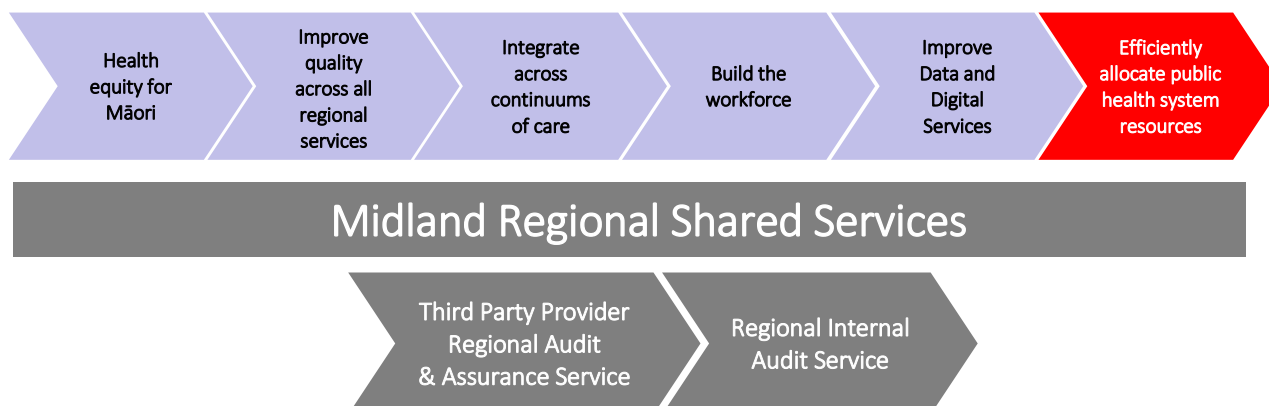 Health
equity for
Māori
Improve
quality
across all
regional
services
Integrate
across
continuums
of care
Build the
workforce
Improve
Data and
Digital
Services
Efficiently
allocate public
health system
resources
Midland Regional Shared Services
Third Party Provider
Regional Audit
& Assurance Service
Regional Internal
Audit Service